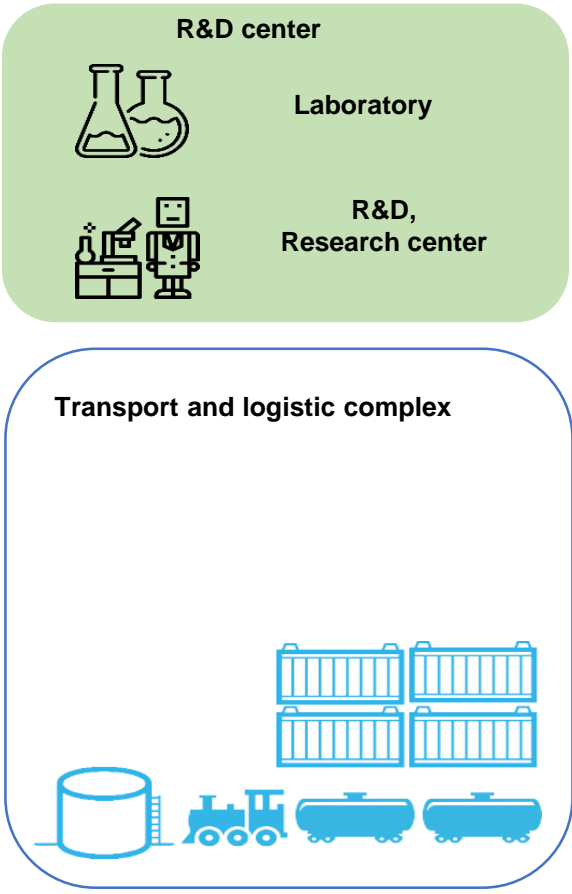 R&D center
Laboratory
R&D,
Research center
Transport and logistic complex